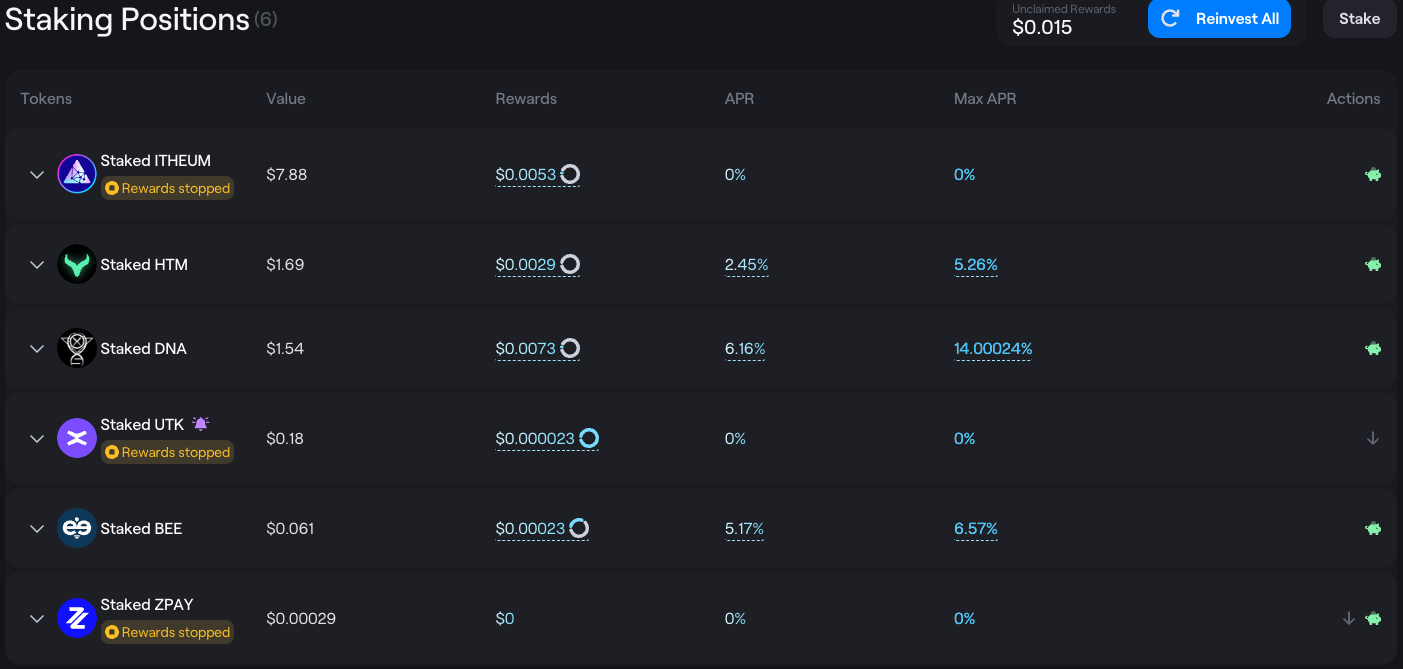 Staking Positions (6)
Unclaimed Rewards
$0.015
Reinvest All
Stake
Tokens Value Rewards APR Max APR Actions
Staked ITHEUM
Rewards stopped
$7.88 $0.0053 0% 0%
Staked HTM $1.69 $0.0029 2.45% 5.26%
Staked DNA $1.54 $0.0073 6.16% 14.00024%
Staked UTK
Rewards stopped
$0.18 $0.000023 0% 0%
Staked BEE $0.061 $0.00023 5.17% 6.57%
Staked ZPAY
Rewards stopped
$0.00029 $0 0% 0%